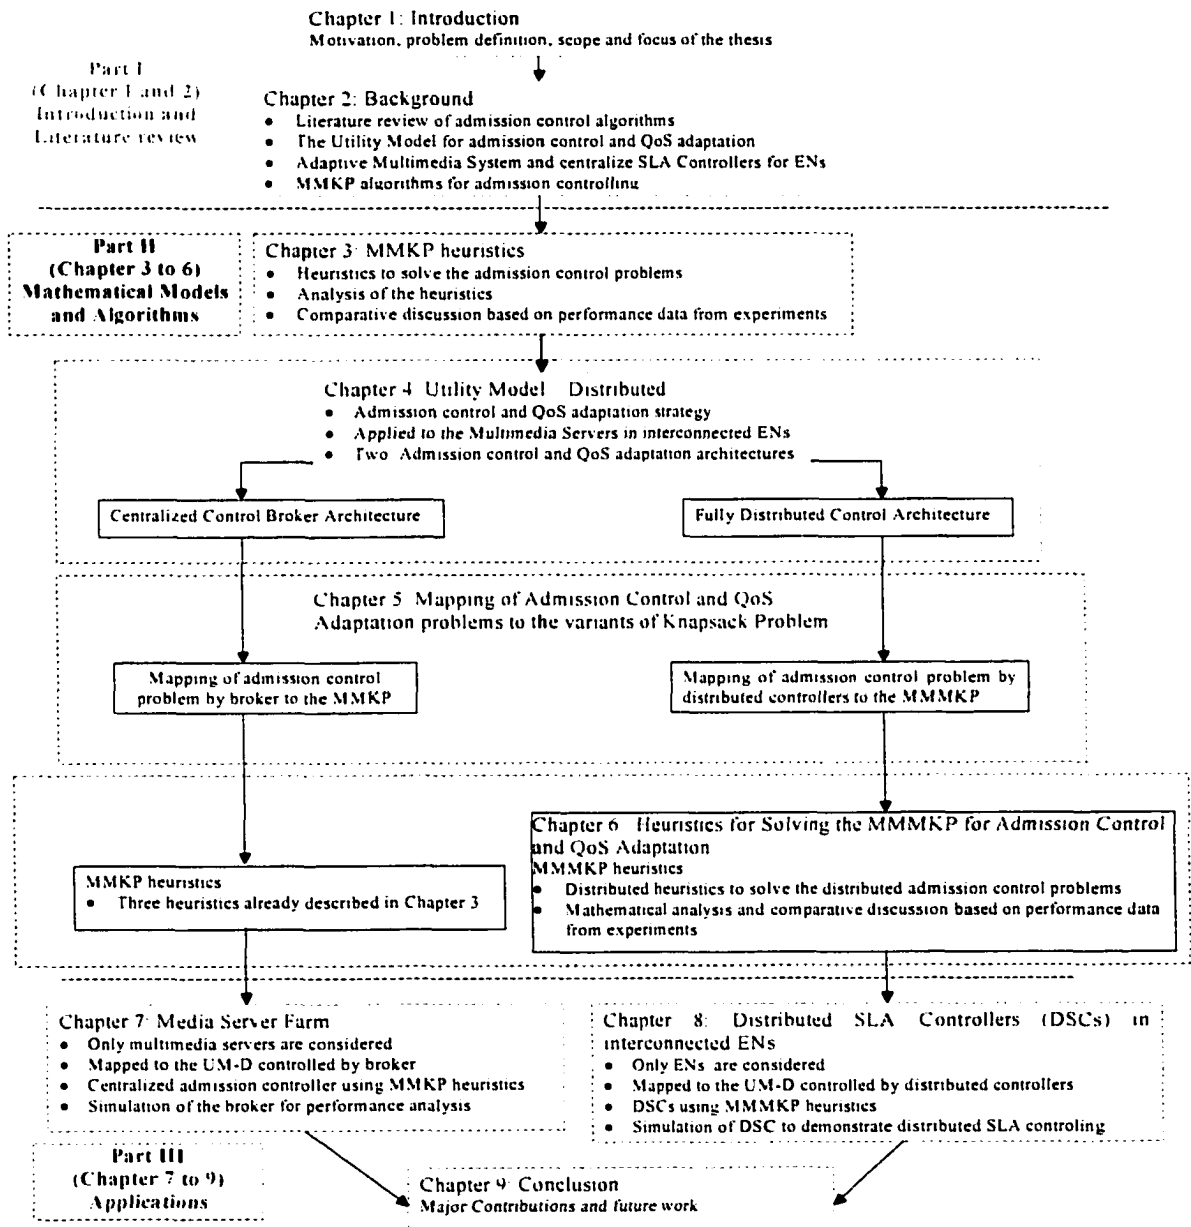 Chapter 1: Introduction
Motivation, problem definition, scope and focus of the thesis
Part I
(Chapter 1 and 2)
Introduction and
Literature review
Chapter 2: Background
• Literature review of admission control algorithms
• The Utility Model for admission control and QoS adaptation
• Adaptive Multimedia System and centralize SLA Controllers for ENs
• MMKP algorithms for admission controlling
Part II
(Chapter 3 to 6)
Mathematical Models
and Algorithms
Chapter 3: MMKP heuristics
• Heuristics to solve the admission control problems
• Analysis of the heuristics
• Comparative discussion based on performance data from experiments
Chapter 4 Utility Model Distributed
• Admission control and QoS adaptation strategy
• Applied to the Multimedia Servers in interconnected ENs
• Two Admission control and QoS adaptation architectures
Centralized Control Broker Architecture
Fully Distributed Control Architecture
Chapter 5 Mapping of Admission Control and QoS
Adaptation problems to the variants of Knapsack Problem
Mapping of admission control
problem by broker to the MMKP
Mapping of admission control problem by
distributed controllers to the MMMKP
MMKP heuristics
• Three heuristics already described in Chapter 3
Chapter 6 Heuristics for Solving the MMMKP for Admission Control
and QoS Adaptation
MMMKP heuristics
• Distributed heuristics to solve the distributed admission control problems
• Mathematical analysis and comparative discussion based on performance data
from experiments
Chapter 7: Media Server Farm
• Only multimedia servers are considered
• Mapped to the UM-D controlled by broker
• Centralized admission controller using MMKP heuristics
• Simulation of the broker for performance analysis
Chapter 8: Distributed SLA Controllers (DSCs) in
interconnected ENs
• Only ENs are considered
• Mapped to the UM-D controlled by distributed controllers
• DSCs using MMMKP heuristics
• Simulation of DSC to demonstrate distributed SLA controling
Part III
(Chapter 7 to 9)
Applications
Chapter 9: Conclusion
Major Contributions and future work